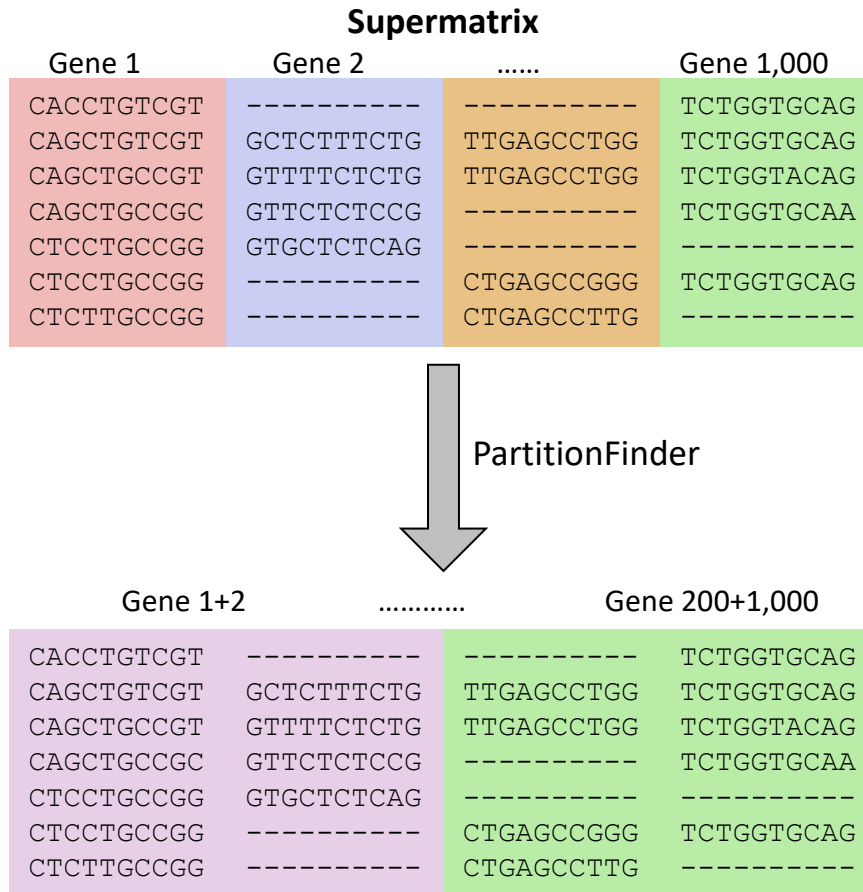 Supermatrix
Gene 1 Gene 2 ...... Gene 1,000
CACCTGTCGT ---------- ---------- TCTGGTGCAG
CAGCTGTCGT GCTCTTTCTG TTGAGCCTGG TCTGGTGCAG
CAGCTGCCGT GTTTTCTCTG TTGAGCCTGG TCTGGTACAG
CAGCTGCCGC GTTCTCTCCG ---------- TCTGGTGCAA
CTCCTGCCGG GTGCTCTCAG ---------- ----------
CTCCTGCCGG ---------- CTGAGCCGGG TCTGGTGCAG
CTCTTGCCGG ---------- CTGAGCCTTG ----------
PartitionFinder
Gene 1+2 ............ Gene 200+1,000
CACCTGTCGT ---------- ---------- TCTGGTGCAG
CAGCTGTCGT GCTCTTTCTG TTGAGCCTGG TCTGGTGCAG
CAGCTGCCGT GTTTTCTCTG TTGAGCCTGG TCTGGTACAG
CAGCTGCCGC GTTCTCTCCG ---------- TCTGGTGCAA
CTCCTGCCGG GTGCTCTCAG ---------- ----------
CTCCTGCCGG ---------- CTGAGCCGGG TCTGGTGCAG
CTCTTGCCGG ---------- CTGAGCCTTG ----------